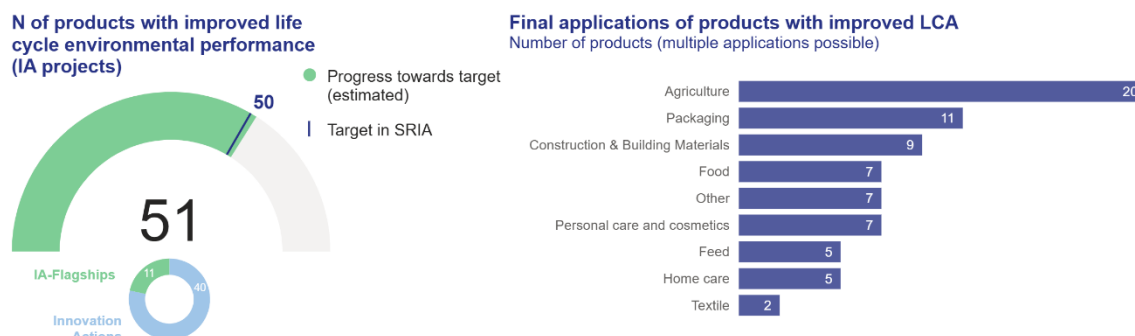 N of products with improved life
cycle environmental performance
(IA projects)
Progress towards target
(estimated)
Target in SRIA
50
51
IA-Flagships
11
40
Innovation
Actions
Final applications of products with improved LCA
Number of products (multiple applications possible)
Agriculture 20
Packaging 11
Construction & Building Materials 9
Food 7
Other 7
Personal care and cosmetics 7
Feed 5
Home care 5
Textile 2